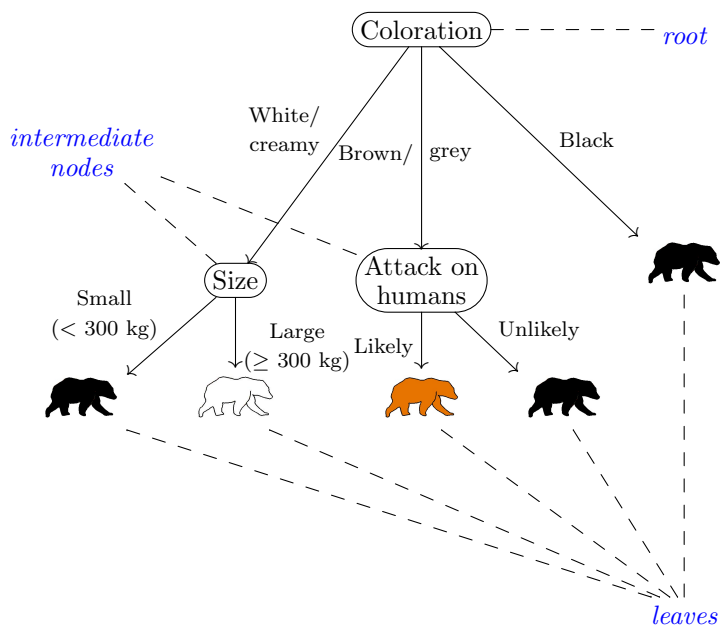 Coloration
root
White/
creamy
Brown/ grey
Black
intermediate
nodes
Size
Attack on
humans
Small
(< 300 kg)
Large
(≥ 300 kg)
Likely
Unlikely
leaves